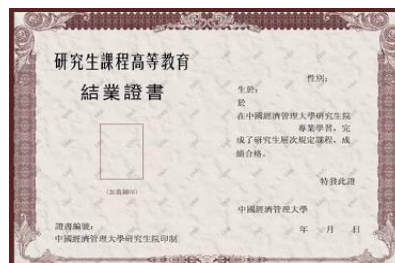 研究生課程高等教育
結業證書
(加蓋鋼印)
證書編號：
中國經濟管理大學研究生院印制
性别：
生於：
於
在中國經濟管理大學研究生院
專業學習，完
成了研究生層次規定課程，成
績合格。
特發此證
中國經濟管理大學
年 月 日